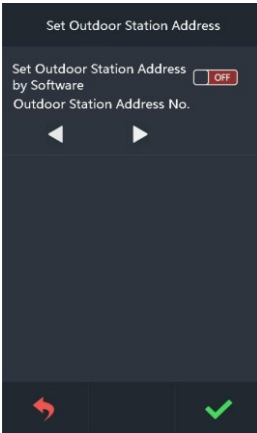 Set Outdoor Station Address
Set Outdoor Station Address
by Software
OFF
Outdoor Station Address No.